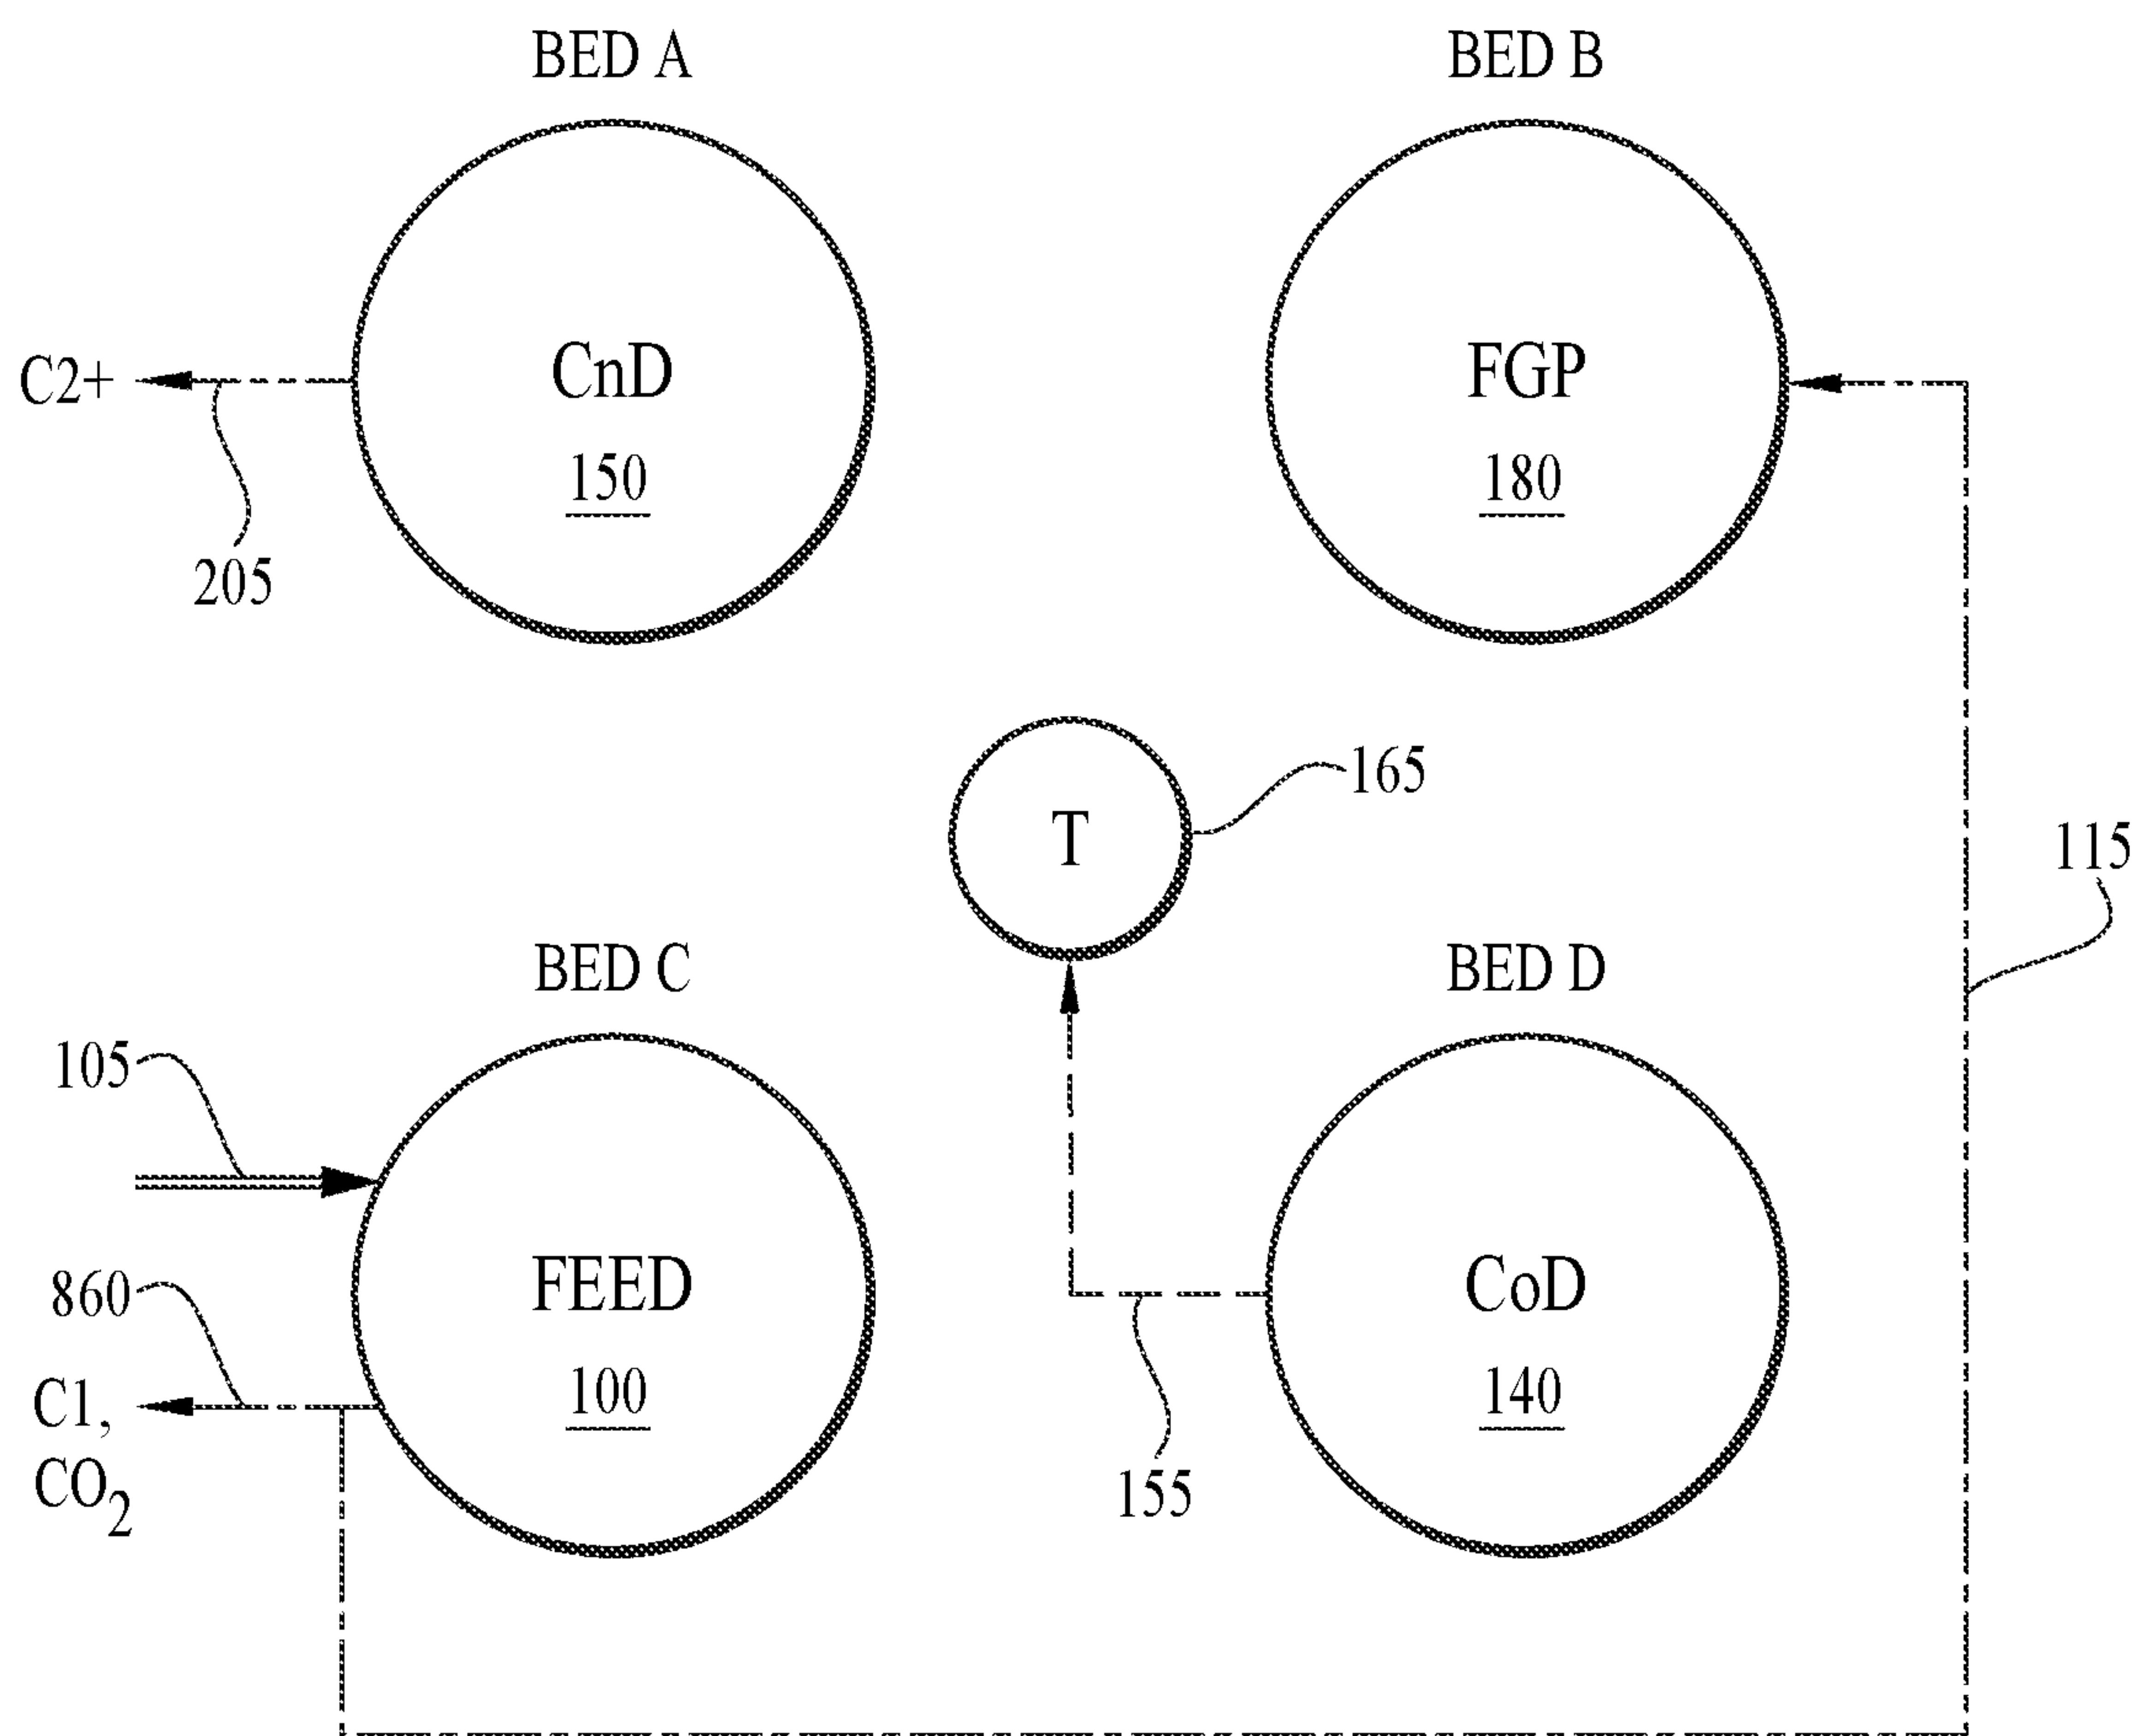 BED A
BED B
C2+
CnD
150
FGP
180
205
T
165
115
BED C
BED D
105
860
FEED
100
CoD
140
C1,
CO2
155